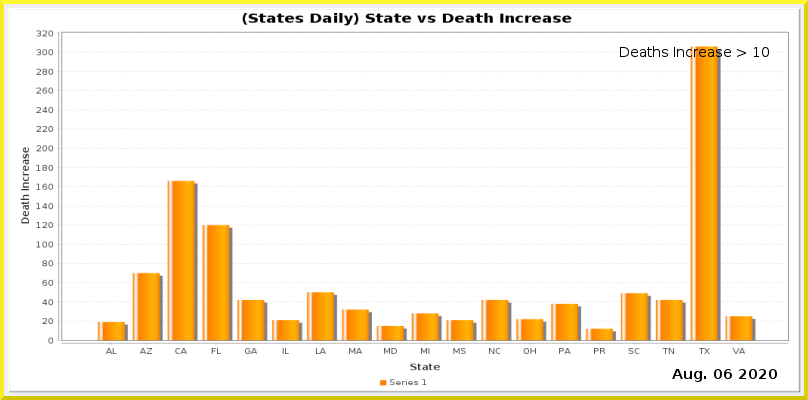 (States Daily) State vs Death Increase
Deaths Increase > 10
Death Increase
320
300
280
260
240
220
200
180
160
140
120
100
80
60
40
20
0
AL AZ CA FL GA IL LA MA MD MI MS NC OH PA PR SC TN TX VA
State
Series 1
Aug. 06 2020